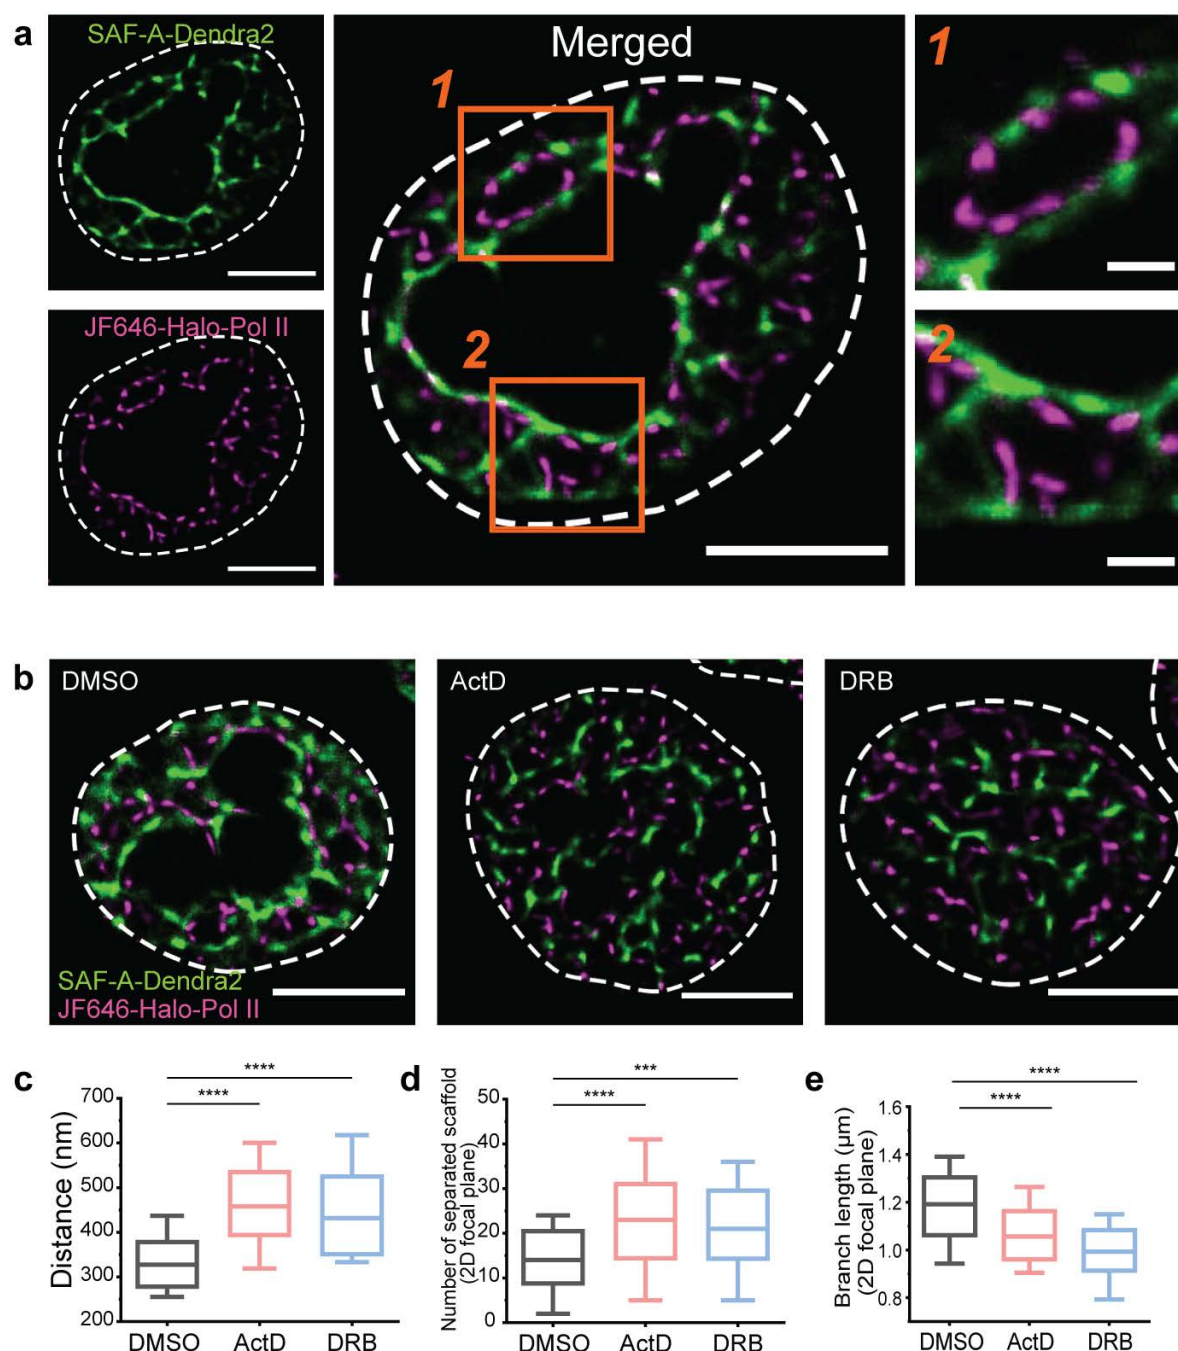 a
SAF-A-Dendra2
JF646-Halo-Pol II
Merged
1
2
1
2
b
DMSO
SAF-A-Dendra2
JF646-Halo-Pol II
ActD
DRB
c
****
****
Distance (nm)
700
600
500
400
300
200
DMSO ActD DRB
d
***
****
Number of separated scaffold
(2D focal plane)
50
40
30
20
10
0
DMSO ActD DRB
e
****
****
Branch length (µm)
(2D focal plane)
1.6
1.4
1.2
1.0
0.8
DMSO ActD DRB